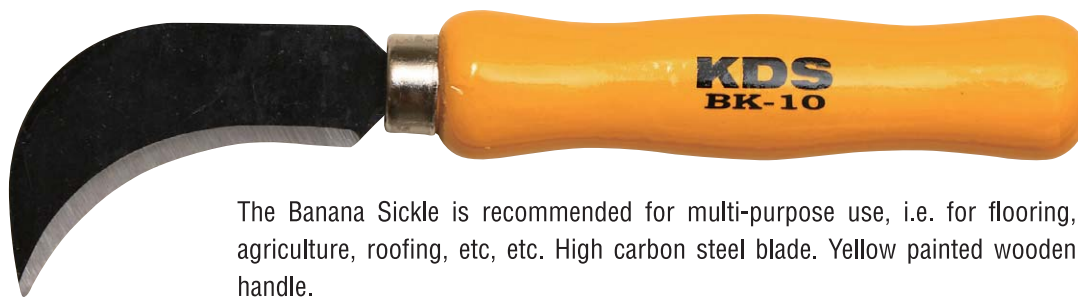 KDS
BK-10
The Banana Sickle is recommended for multi-purpose use, i.e. for flooring,
agriculture, roofing, etc, etc. High carbon steel blade. Yellow painted wooden
handle.